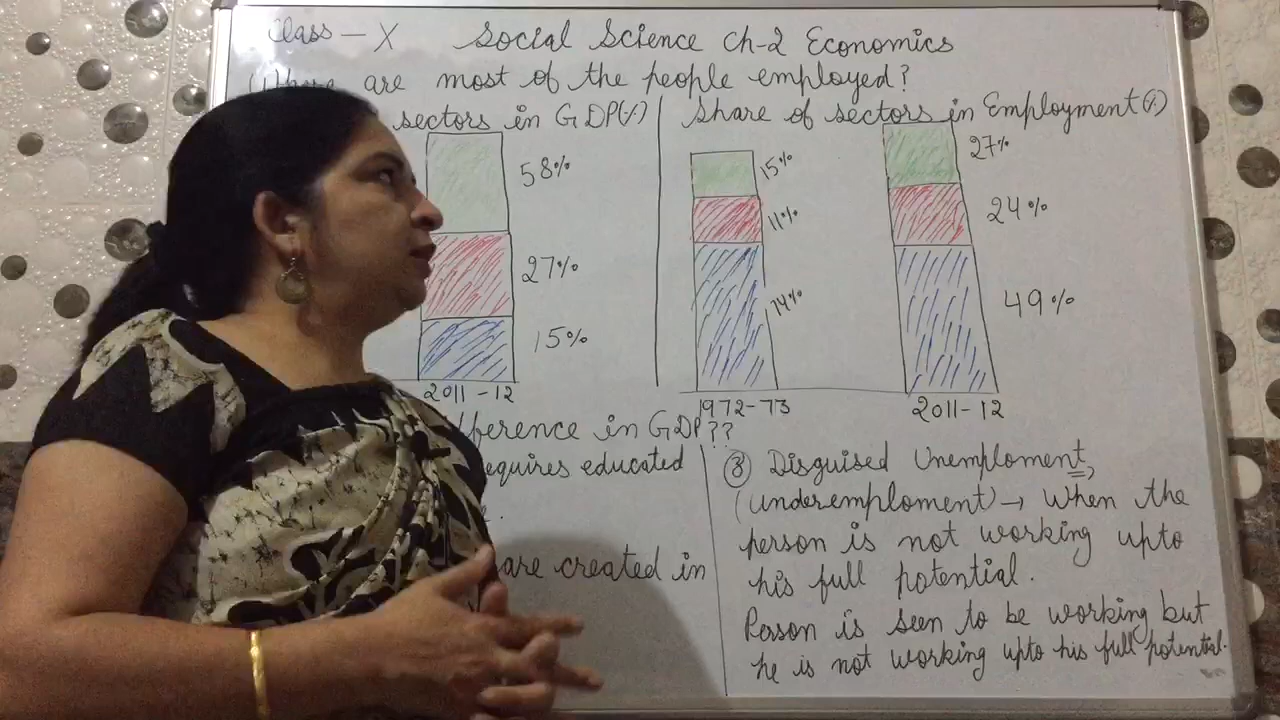 Class - X Social Science Ch-2 Economics
Where are most of the people employed?
sectors in GDP(%)
58%
27%
15%
2011-12
Share of sectors in Employment(%)
15%
11%
74%
1972-73
27%
24%
49%
2011-12
fference in GDP??
equires educated
are created in
③ Disguised Unemploment,
(underemploment) → When the
person is not working upto
his full potential.
Person is seen to be working but
he is not working upto his full potential.